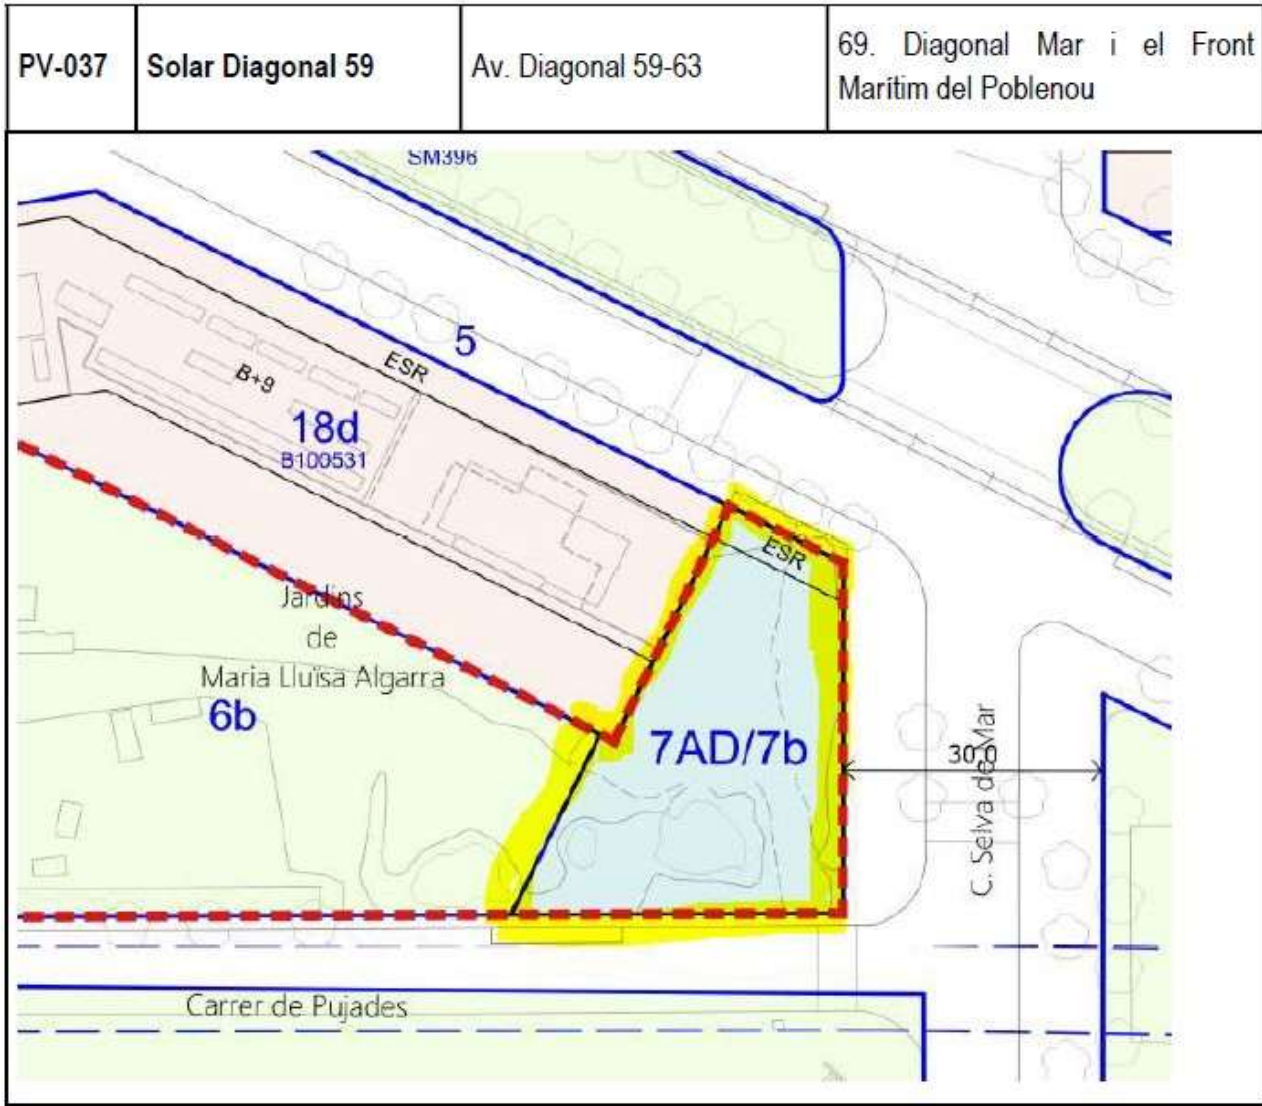 PV-037
Solar Diagonal 59
Av. Diagonal 59-63
69. Diagonal Mar i el Front
Marítim del Poblenou
SM396
5
ESR
B+9
18d
B100531
ESR
Jardins
de
Maria Lluïsa Algarra
6b
7AD/7b
30,0
C. Selva de Mar
Carrer de Pujades